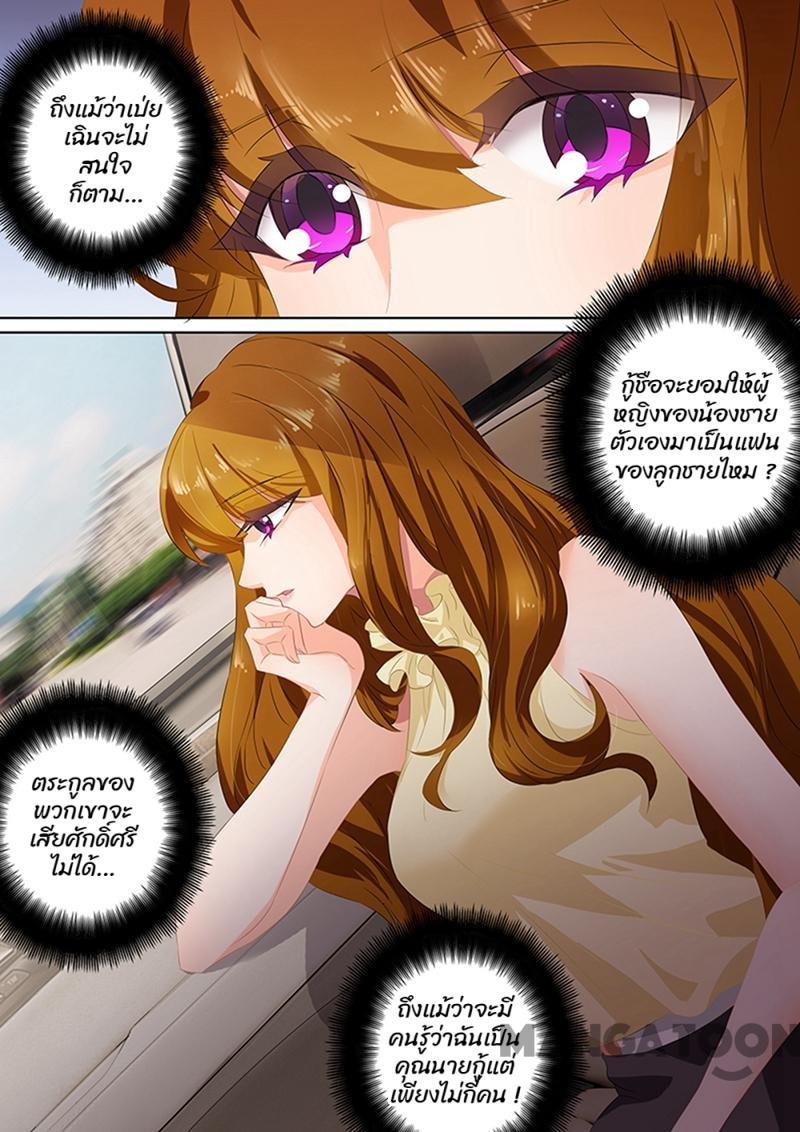 ถึงแม้ว่าเป่ย
เฉินจะไม่
สนใจ
ก็ตาม...
กู้ชือจะยอมให้ผู้
หญิงของน้องชาย
ตัวเองมาเป็นแฟน
ของลูกชายไหม ?
ตระกูลของ
พวกเขาจะ
เสียศักดิ์ศรี
ไม่ได้...
ถึงแม้ว่าจะมี
คนรู้ว่าฉันเป็น
คุณนายกู้แต่
เพียงไม่กี่คน !
MANGATOON